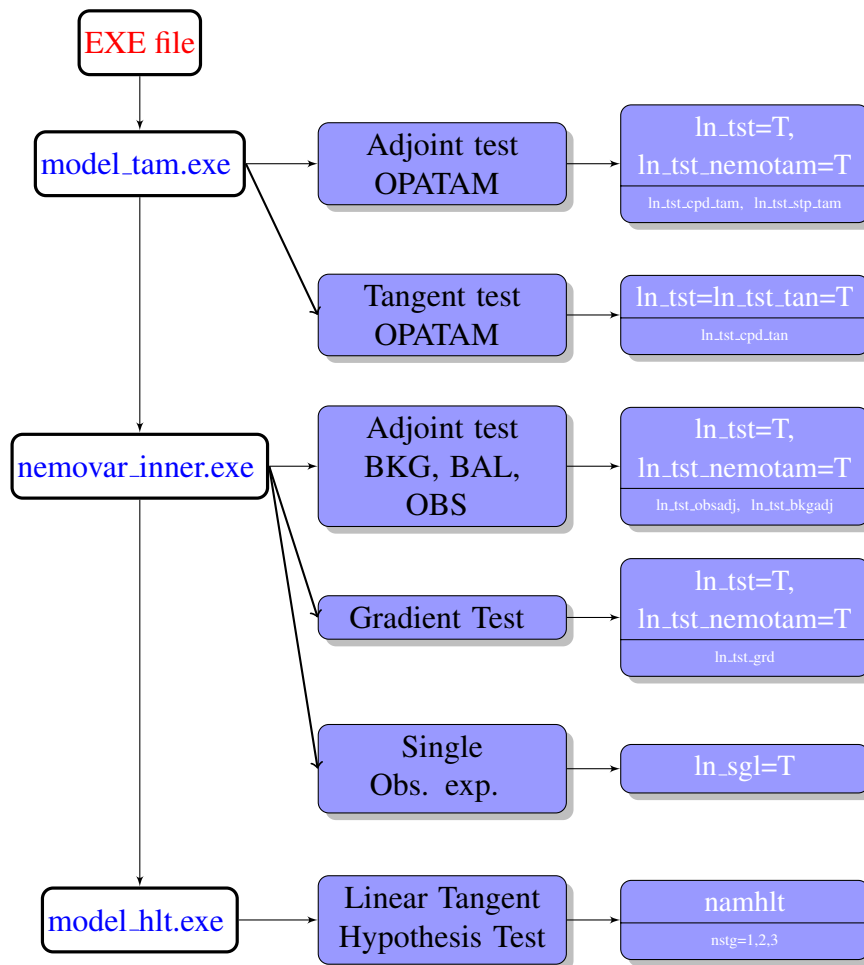 EXE file
model_tam.exe
Adjoint test
OPATAM
ln_tst=T,
ln_tst_nemotam=T
ln_tst_cpd_tam, ln_tst_stp_tam
Tangent test
OPATAM
ln_tst=ln_tst_tan=T
ln_tst_cpd_tan
nemovar_inner.exe
Adjoint test
BKG, BAL,
OBS
ln_tst=T,
ln_tst_nemotam=T
ln_tst_obsadj, ln_tst_bkgadj
Gradient Test
ln_tst=T,
ln_tst_nemotam=T
ln_tst_grd
Single
Obs. exp.
ln_sgl=T
model_hlt.exe
Linear Tangent
Hypothesis Test
namhlt
nstg=1,2,3